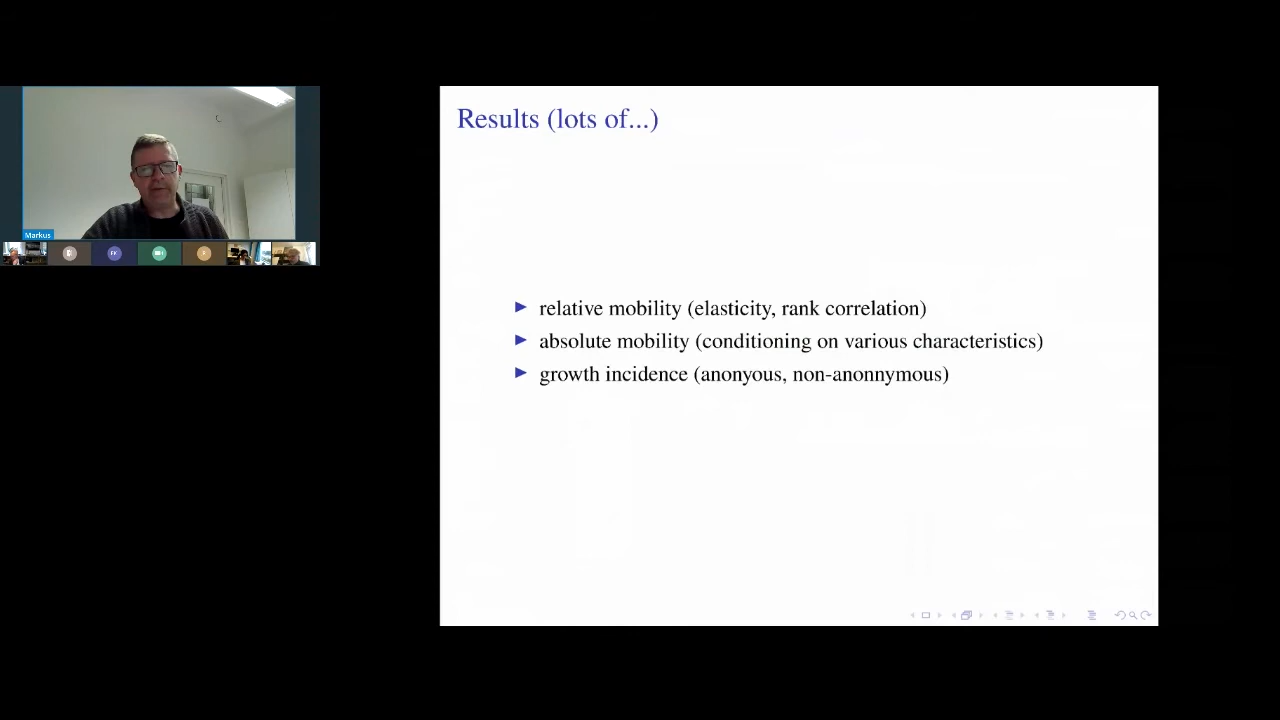 Markus
FK
Results (lots of...)
relative mobility (elasticity, rank correlation)
absolute mobility (conditioning on various characteristics)
growth incidence (anonyous, non-anonnymous)